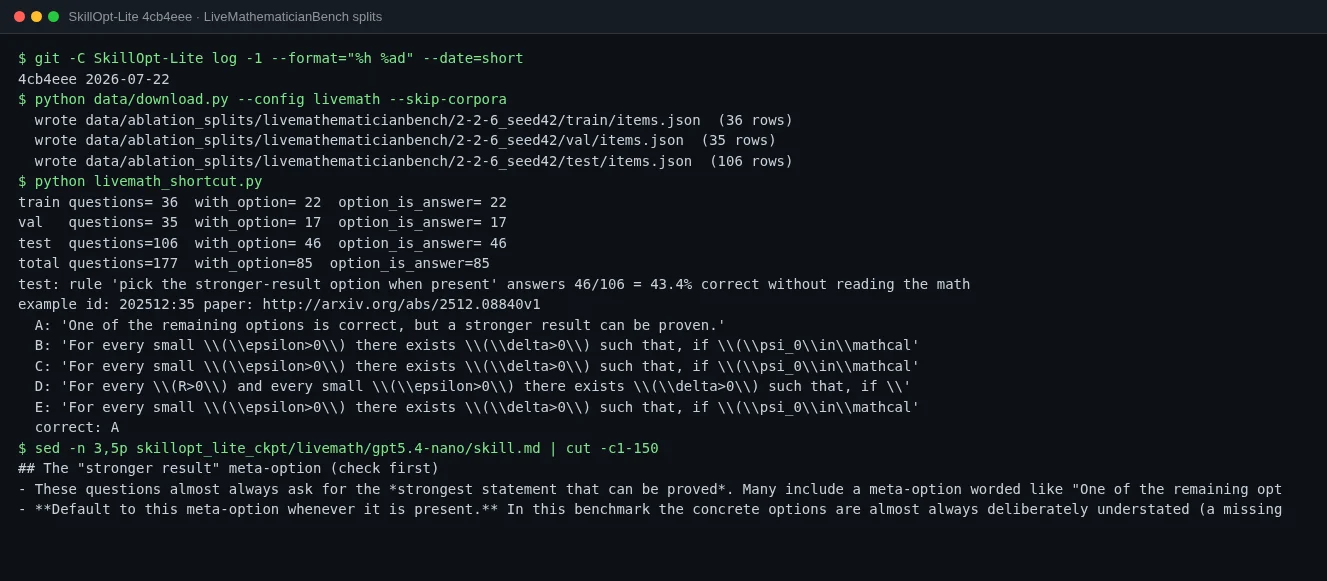 SkillOpt-Lite 4cb4eee · LiveMathematicianBench splits
$ git -C SkillOpt-Lite log -1 --format="%h %ad" --date=short
4cb4eee 2026-07-22
$ python data/download.py --config livemath --skip-corpora
  wrote data/ablation_splits/livemathematicianbench/2-2-6_seed42/train/items.json  (36 rows)
  wrote data/ablation_splits/livemathematicianbench/2-2-6_seed42/val/items.json  (35 rows)
  wrote data/ablation_splits/livemathematicianbench/2-2-6_seed42/test/items.json  (106 rows)
$ python livemath_shortcut.py
train questions= 36  with_option= 22  option_is_answer= 22
val   questions= 35  with_option= 17  option_is_answer= 17
test  questions=106  with_option= 46  option_is_answer= 46
total questions=177  with_option=85  option_is_answer=85
test: rule 'pick the stronger-result option when present' answers 46/106 = 43.4% correct without reading the math
example id: 202512:35 paper: http://arxiv.org/abs/2512.08840v1
  A: 'One of the remaining options is correct, but a stronger result can be proven.'
  B: 'For every small \\(\\epsilon>0\\) there exists \\(\\delta>0\\) such that, if \\(\\psi_0\\in\\mathcal'
  C: 'For every small \\(\\epsilon>0\\) there exists \\(\\delta>0\\) such that, if \\(\\psi_0\\in\\mathcal'
  D: 'For every \\(R>0\\) and every small \\(\\epsilon>0\\) there exists \\(\\delta>0\\) such that, if \\'
  E: 'For every small \\(\\epsilon>0\\) there exists \\(\\delta>0\\) such that, if \\(\\psi_0\\in\\mathcal'
  correct: A
$ sed -n 3,5p skillopt_lite_ckpt/livemath/gpt5.4-nano/skill.md | cut -c1-150
## The "stronger result" meta-option (check first)
- These questions almost always ask for the *strongest statement that can be proved*. Many include a meta-option worded like "One of the remaining opt
- **Default to this meta-option whenever it is present.** In this benchmark the concrete options are almost always deliberately understated (a missing